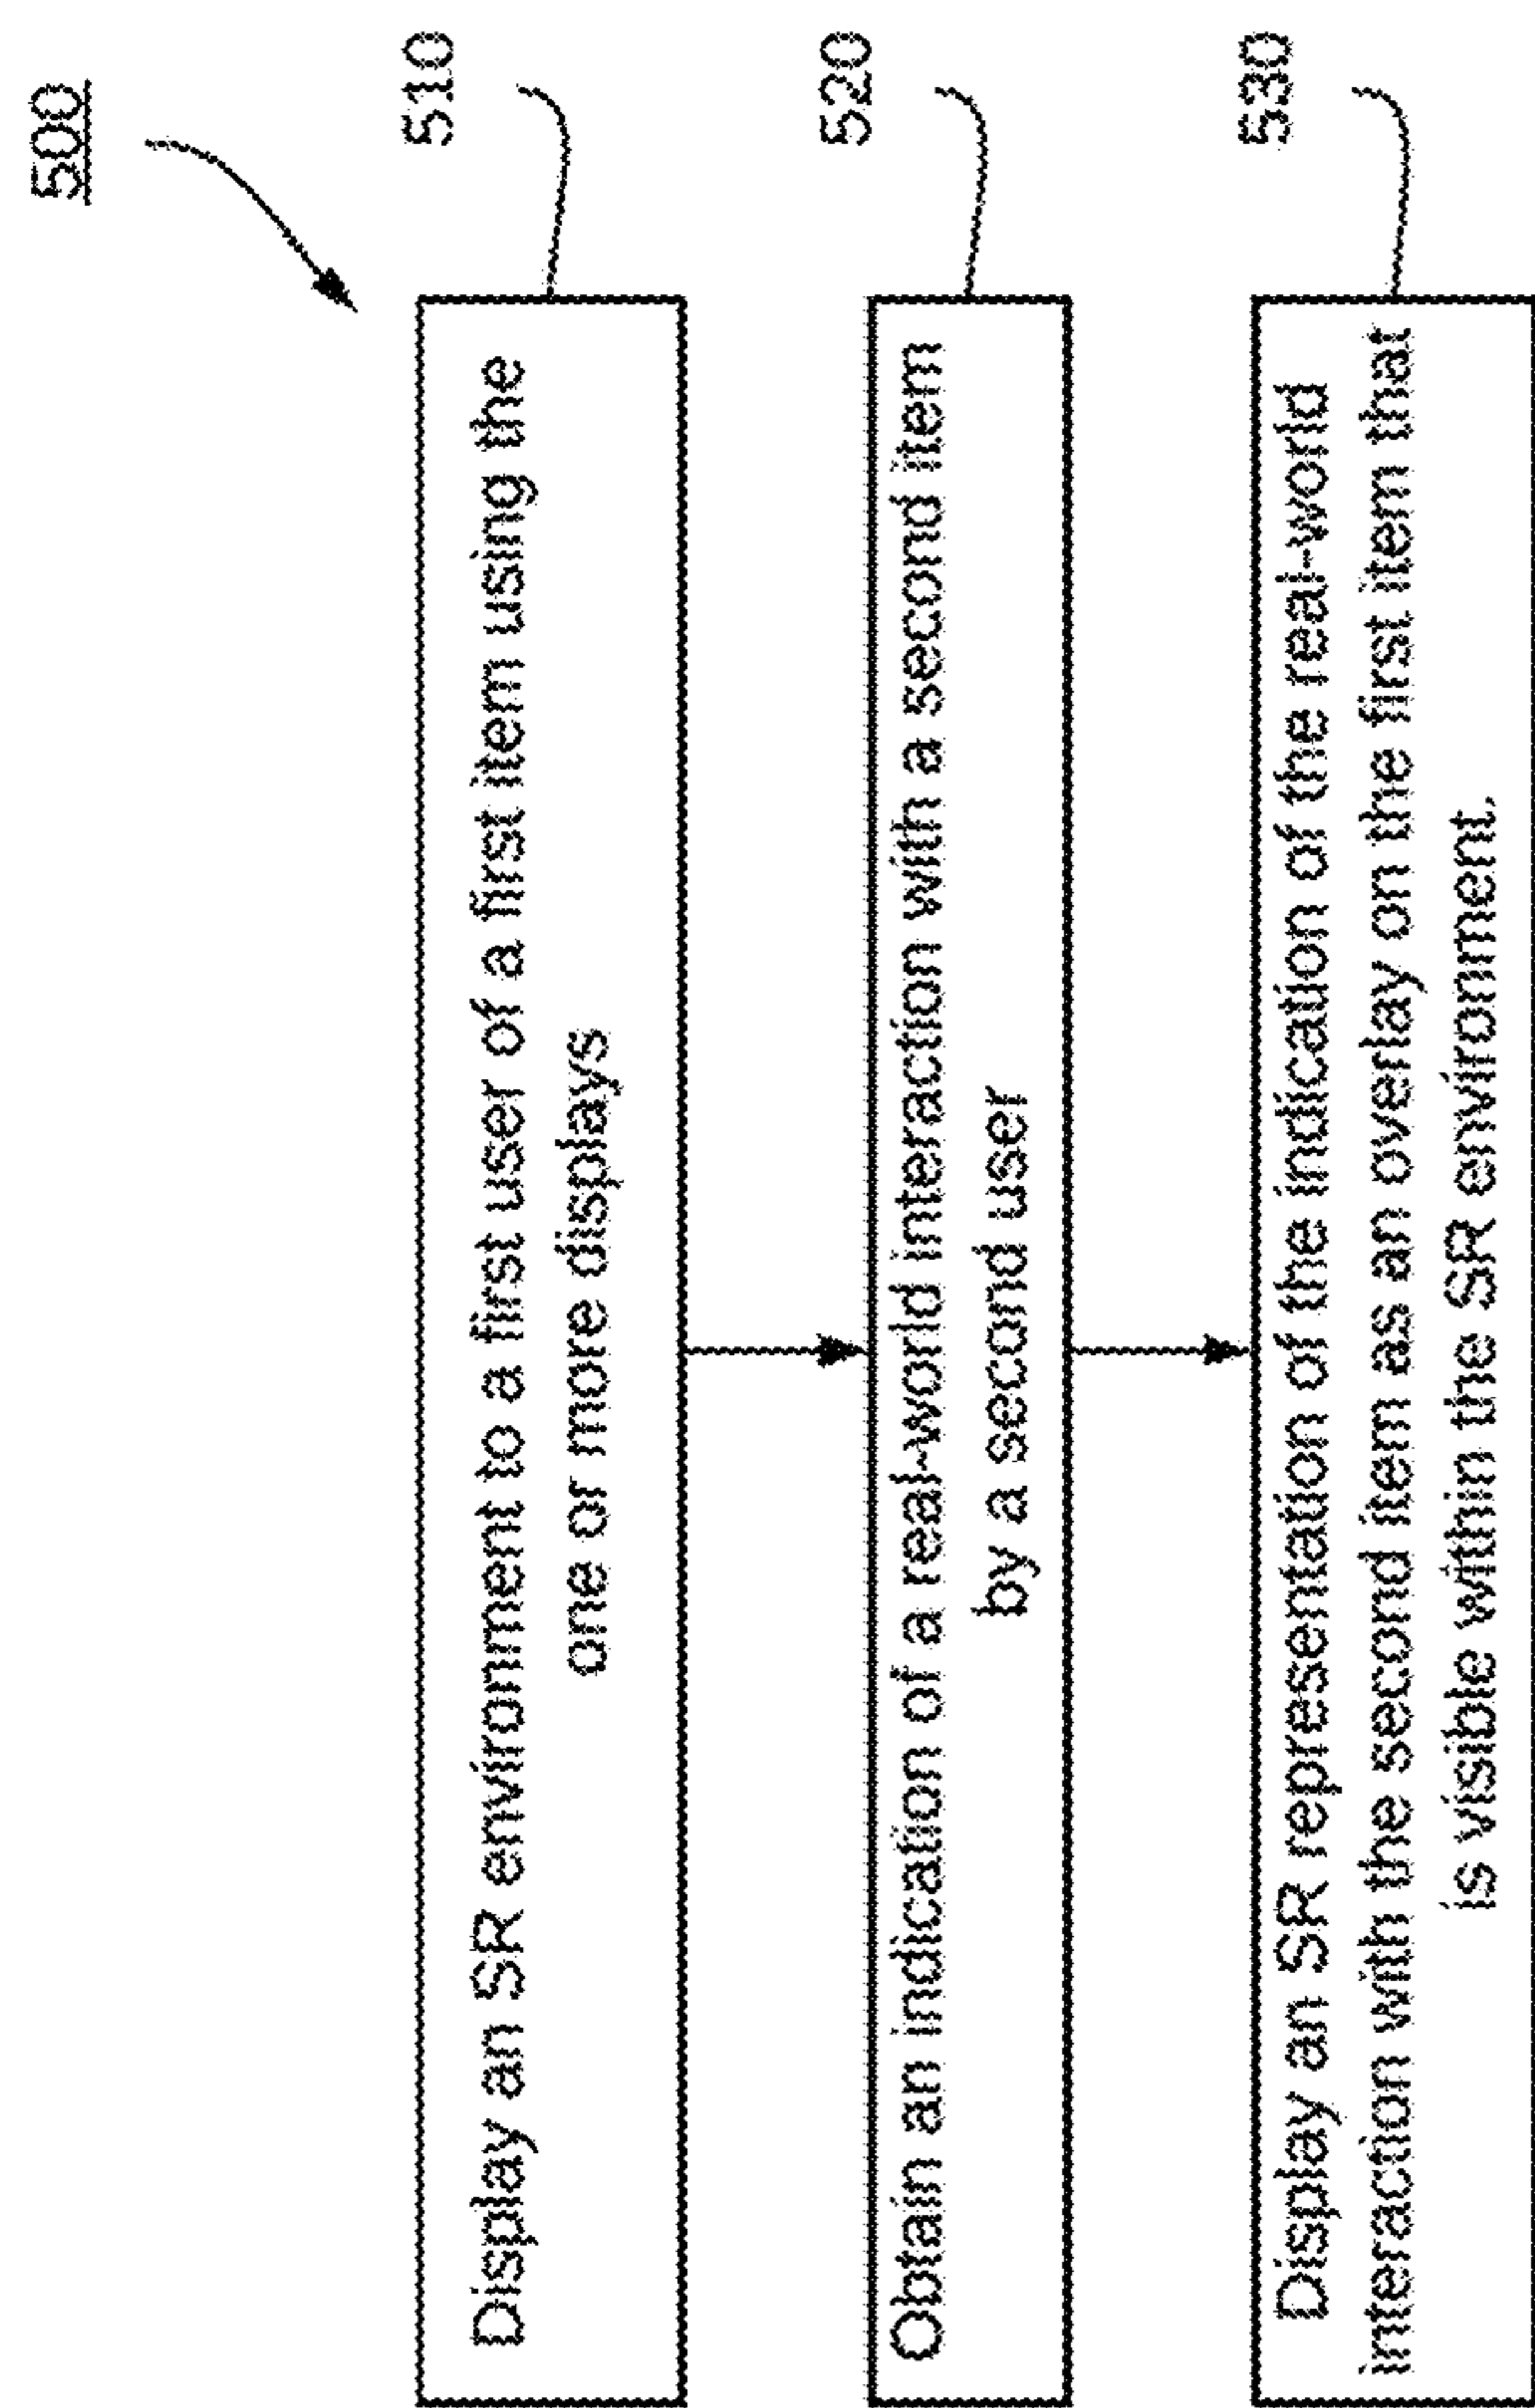 500
510
Display an SR environment to a first user of a first item using the
one or more displays
520
Obtain an indication of a real-world interaction with a second item
by a second user
530
Display an SR representation of the indication of the real-world
interaction with the second item as an overlay on the first item that
is visible within the SR environment.